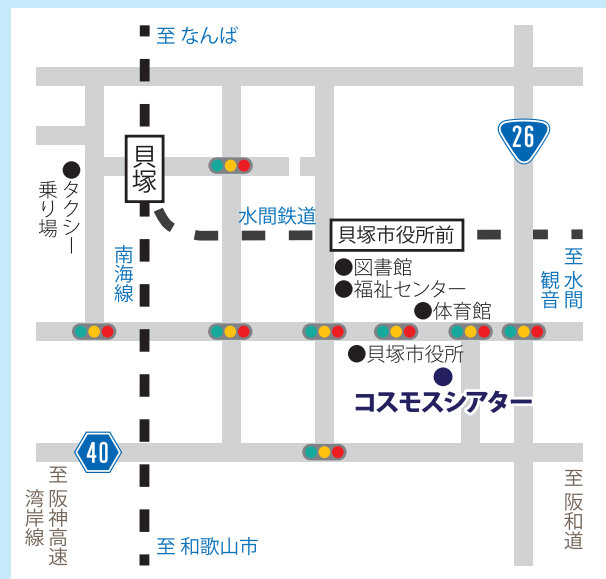 至 なんば
26
貝塚
タクシー
乗り場
水間鉄道
貝塚市役所前
南海線
図書館
福祉センター
体育館
至 水間
観音
貝塚市役所
コスモスシアター
40
至 阪神高速
湾岸線
至 和歌山市
至 阪和道